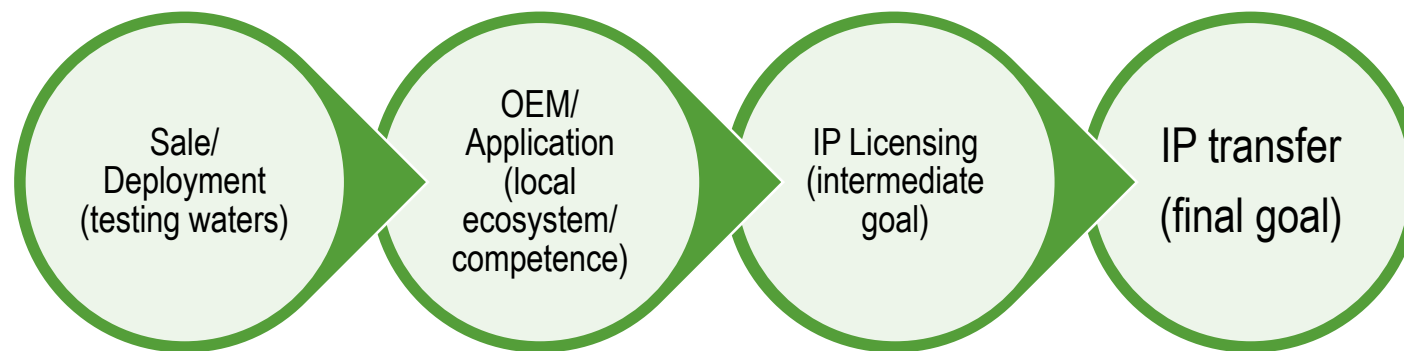 Sale/
Deployment
(testing waters)
OEM/
Application
(local
ecosystem/
competence)
IP Licensing
(intermediate
goal)
IP transfer
(final goal)